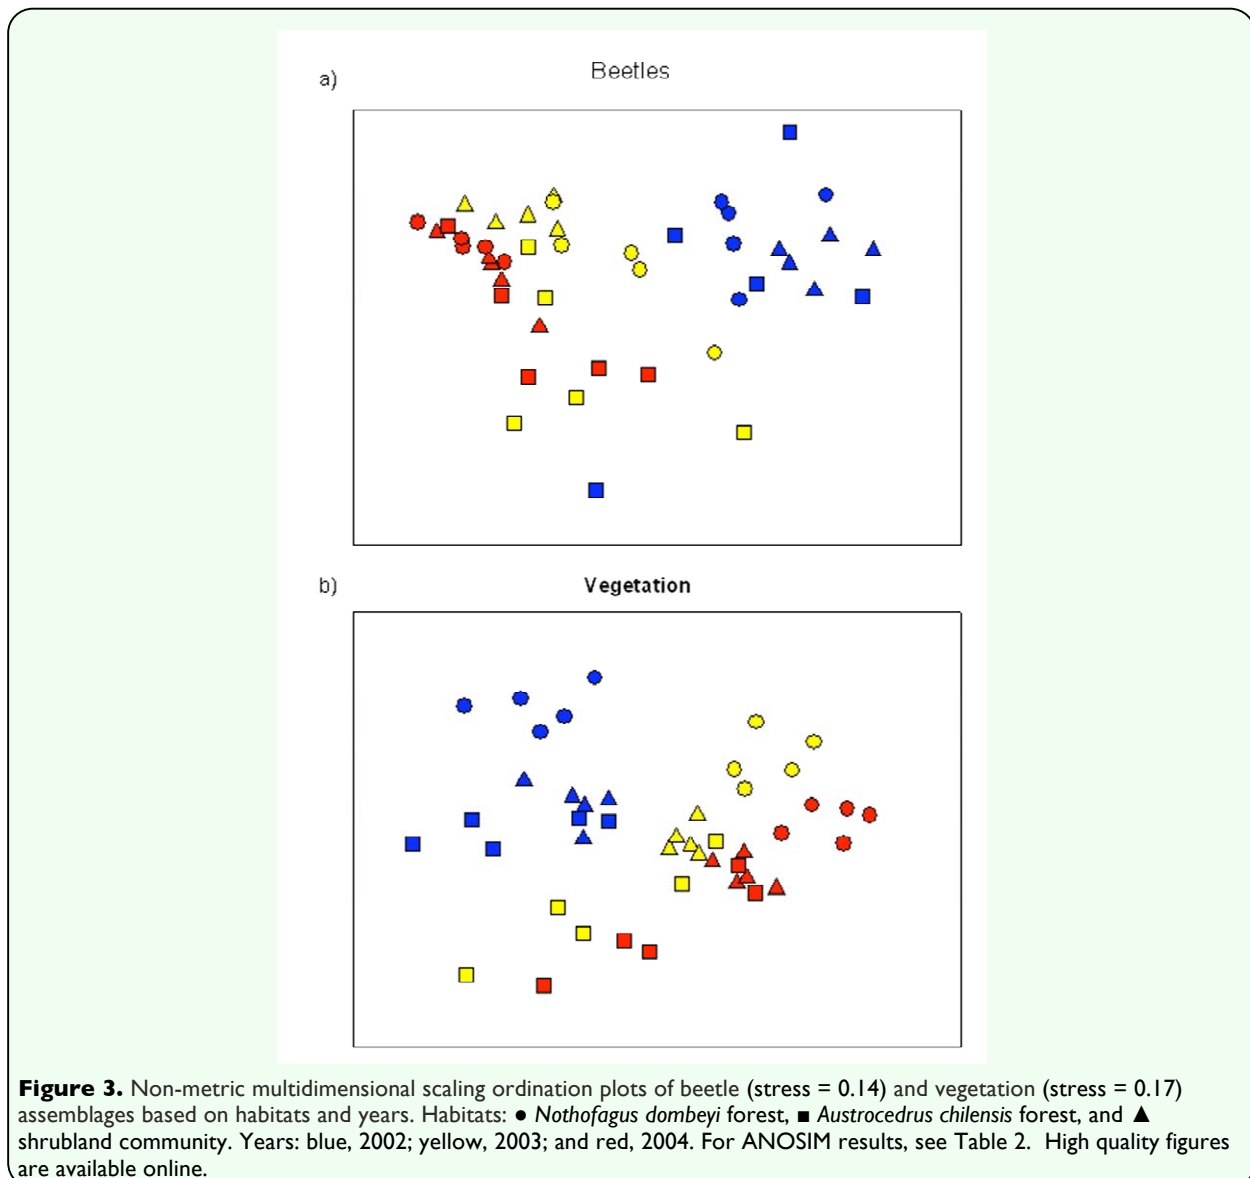 a)
Beetles
b)
Vegetation
Figure 3. Non-metric multidimensional scaling ordination plots of beetle (stress = 0.14) and vegetation (stress = 0.17)
assemblages based on habitats and years. Habitats: ● Nothofagus dombeyi forest, ■ Austrocedrus chilensis forest, and ▲
shrubland community. Years: blue, 2002; yellow, 2003; and red, 2004. For ANOSIM results, see Table 2. High quality figures
are available online.